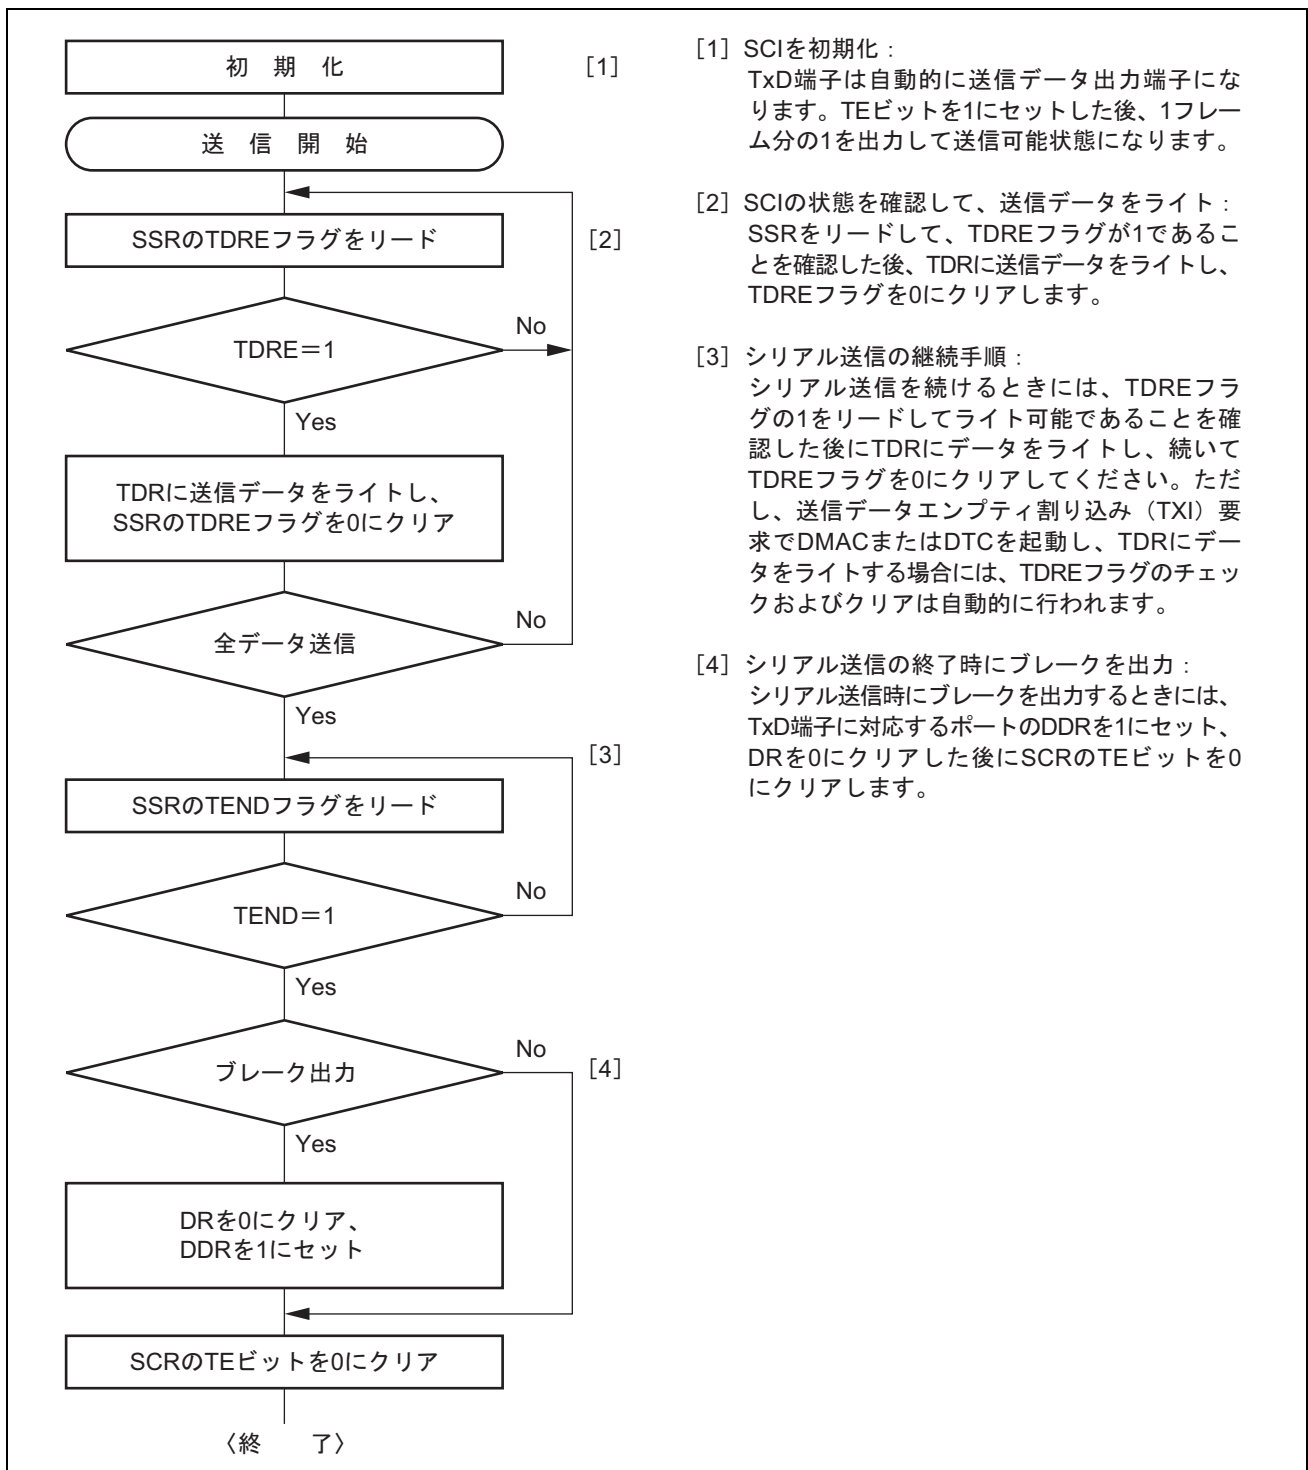 初 期 化
[1]
送 信 開 始
SSRのTDREフラグをリード
[2]
TDRE＝1
No
Yes
TDRに送信データをライトし、
SSRのTDREフラグを0にクリア
全データ送信
No
Yes
[3]
SSRのTENDフラグをリード
TEND＝1
No
Yes
ブレーク出力
No
[4]
Yes
DRを0にクリア、
DDRを1にセット
SCRのTEビットを0にクリア
〈終 了〉
[1] SCIを初期化：
TxD端子は自動的に送信データ出力端子にな
ります。TEビットを1にセットした後、1フレー
ム分の1を出力して送信可能状態になります。
[2] SCIの状態を確認して、送信データをライト：
SSRをリードして、TDREフラグが1であるこ
とを確認した後、TDRに送信データをライトし、
TDREフラグを0にクリアします。
[3] シリアル送信の継続手順：
シリアル送信を続けるときには、TDREフラ
グの1をリードしてライト可能であることを確
認した後にTDRにデータをライトし、続いて
TDREフラグを0にクリアしてください。ただ
し、送信データエンプティ割り込み（TXI）要
求でDMACまたはDTCを起動し、TDRにデー
タをライトする場合には、TDREフラグのチェッ
クおよびクリアは自動的に行われます。
[4] シリアル送信の終了時にブレークを出力：
シリアル送信時にブレークを出力するときには、
TxD端子に対応するポートのDDRを1にセット、
DRを0にクリアした後にSCRのTEビットを0
にクリアします。